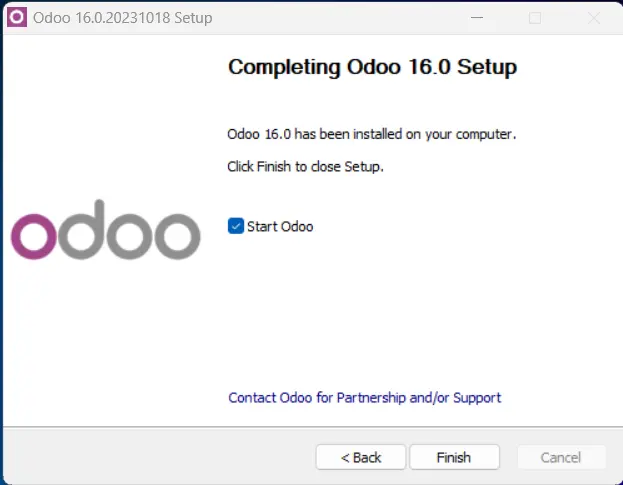 Odoo 16.0.20231018 Setup
Completing Odoo 16.0 Setup
Odoo 16.0 has been installed on your computer.
Click Finish to close Setup.
odoo
Start Odoo
Contact Odoo for Partnership and/or Support
< Back
Finish
Cancel